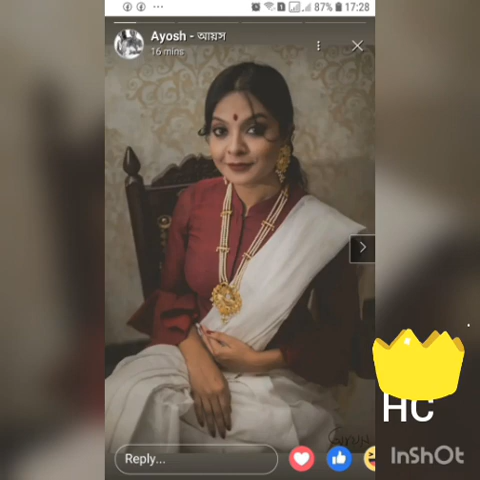 87% 17:28
Ayosh - আয়স
16 mins
Reply...
HC
InShOt